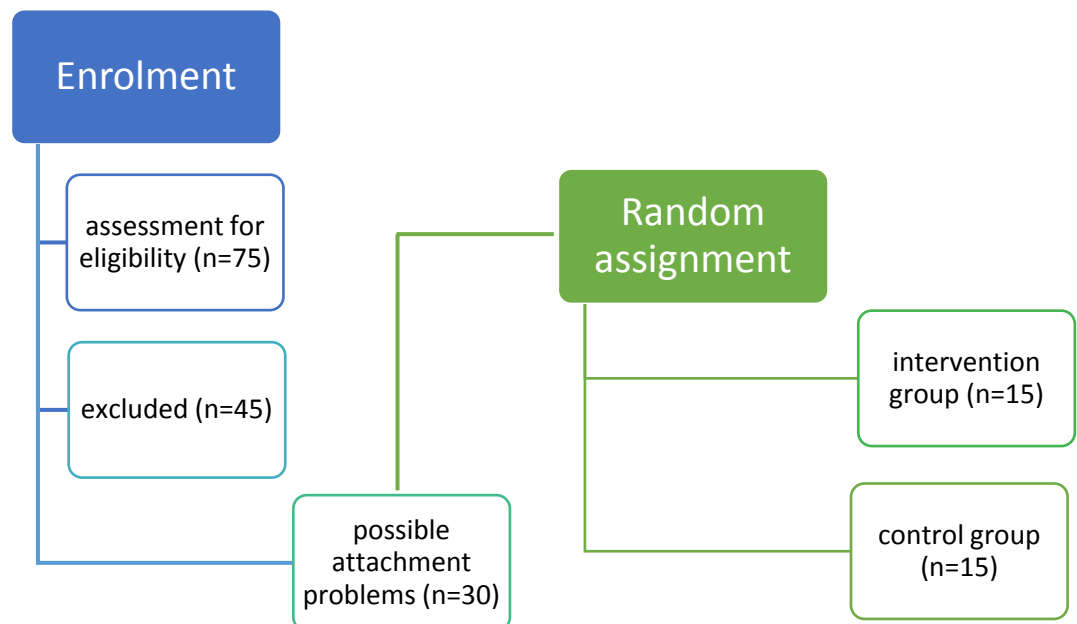 Enrolment
assessment for
eligibility (n=75)
excluded (n=45)
possible
attachment
problems (n=30)
Random
assignment
intervention
group (n=15)
control group
(n=15)